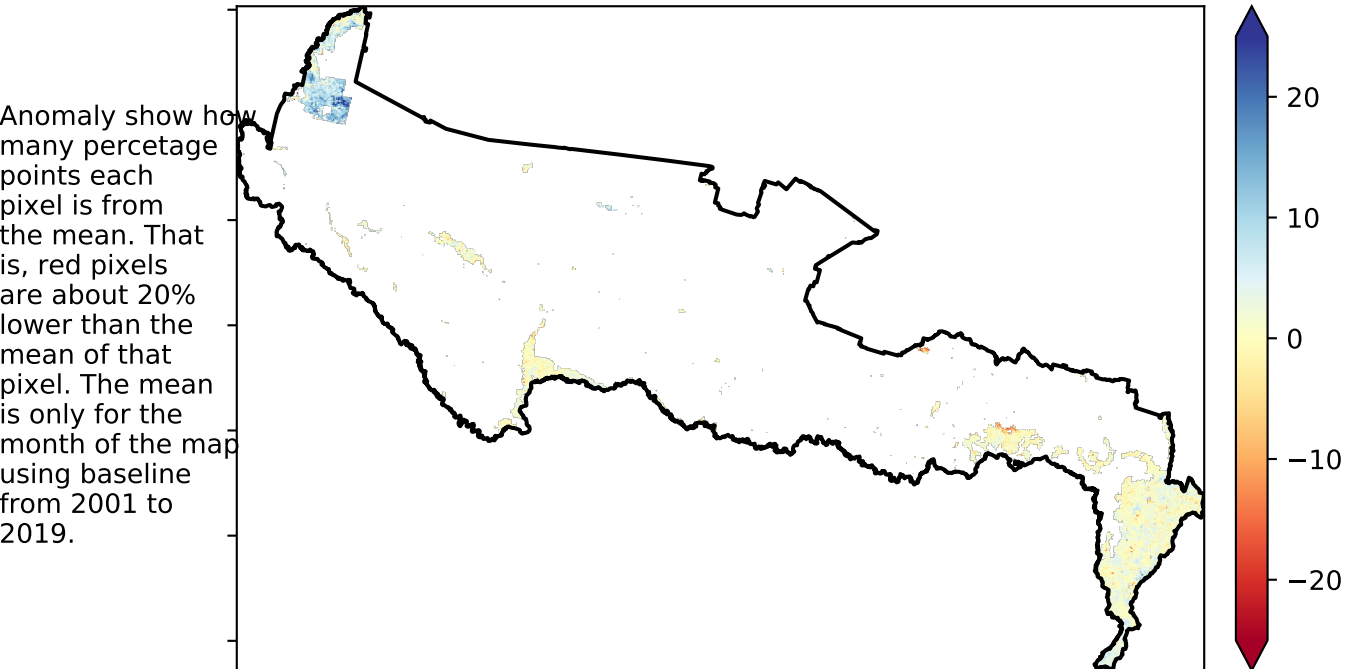 Anomaly show how
many percetage
points each
pixel is from
the mean. That
is, red pixels
are about 20%
lower than the
mean of that
pixel. The mean
is only for the
month of the map
using baseline
from 2001 to
2019.
20
10
0
−10
−20